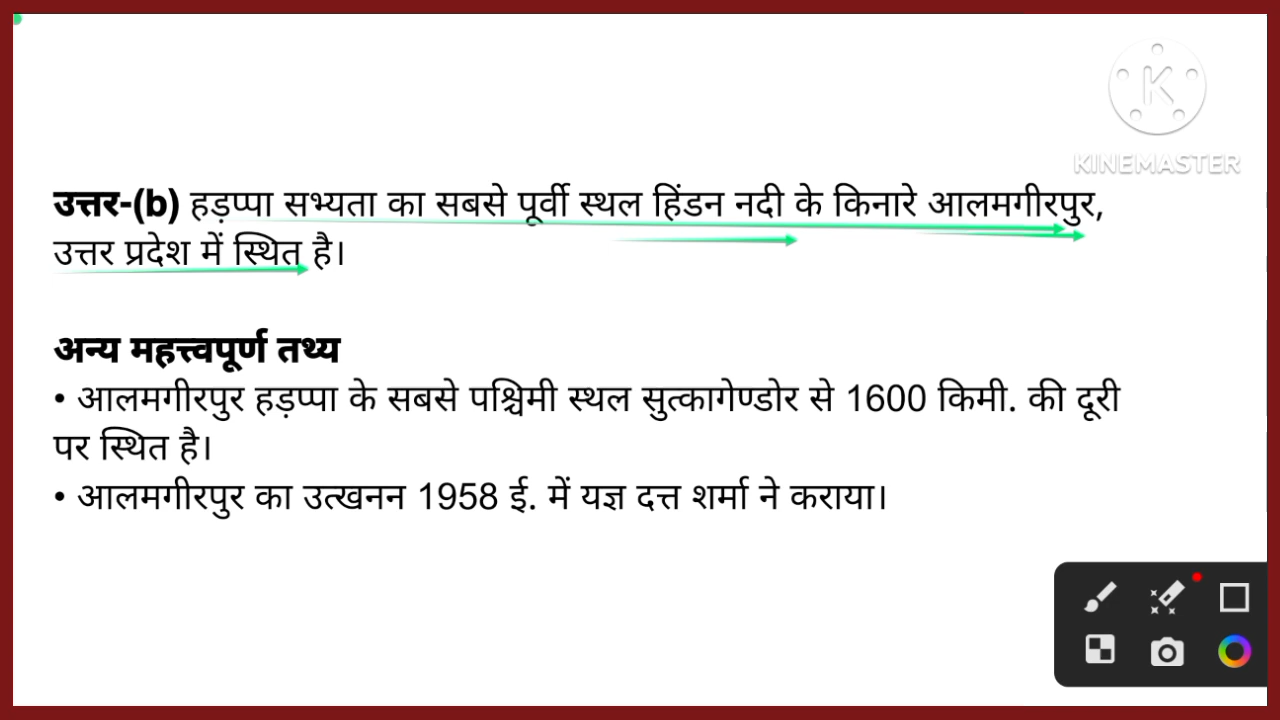 K
KINEMASTER
उत्तर-(b) हड़प्पा सभ्यता का सबसे पूर्वी स्थल हिंडन नदी के किनारे आलमगीरपुर,
उत्तर प्रदेश में स्थित है।
अन्य महत्त्वपूर्ण तथ्य
• आलमगीरपुर हड़प्पा के सबसे पश्चिमी स्थल सुत्कागेण्डोर से 1600 किमी. की दूरी
पर स्थित है।
• आलमगीरपुर का उत्खनन 1958 ई. में यज्ञ दत्त शर्मा ने कराया।